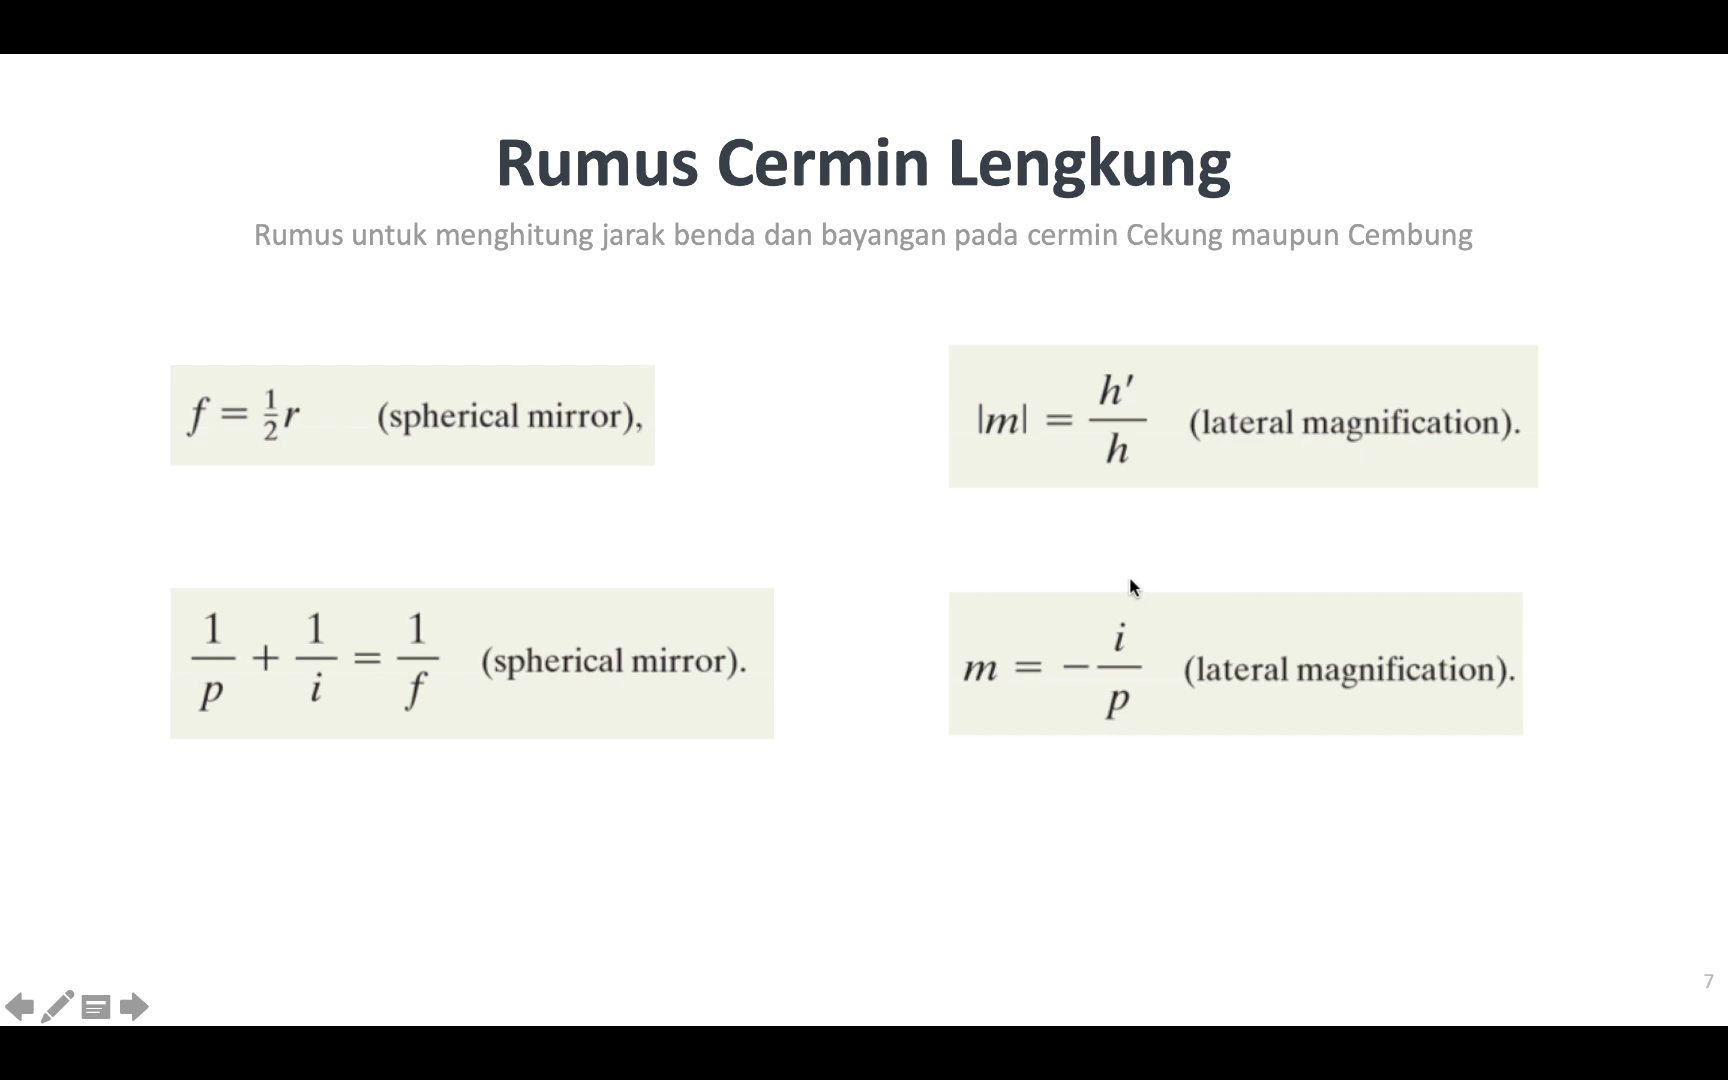 Rumus Cermin Lengkung
Rumus untuk menghitung jarak benda dan bayangan pada cermin Cekung maupun Cembung
f = ½r (spherical mirror),
|m| = h′/h (lateral magnification).
1/p + 1/i = 1/f (spherical mirror).
m = −i/p (lateral magnification).
7